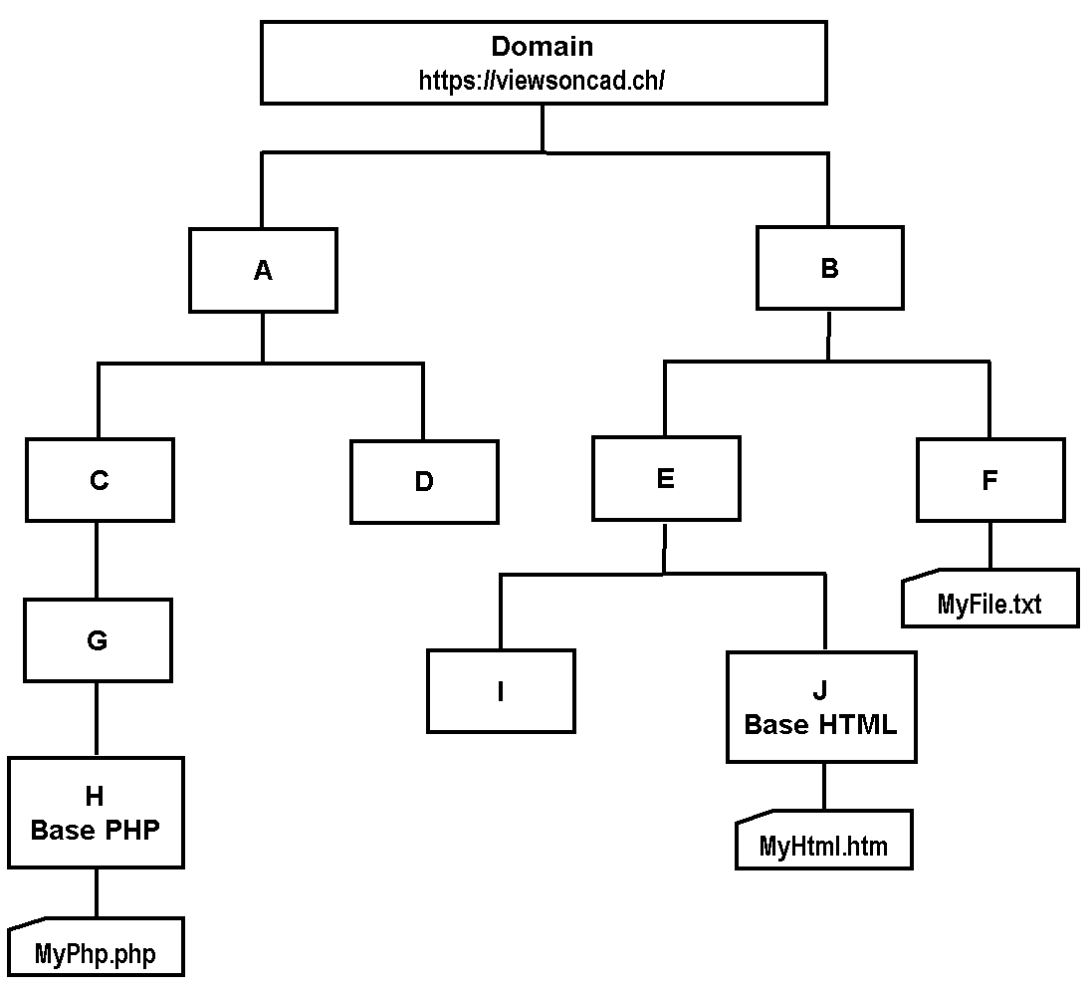 Domain
https://viewsoncad.ch/
A
B
C
D
E
F
MyFile.txt
G
I
J
Base HTML
H
Base PHP
MyHtml.htm
MyPhp.php